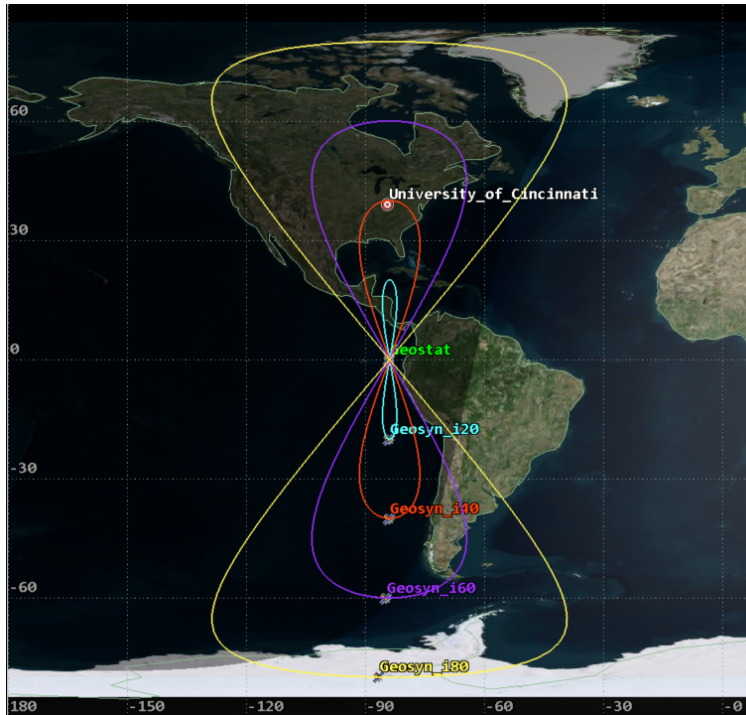 60
University_of_Cincinnati
30
0
Geostat
Geosyn_i20
-30
Geosyn_i40
-60
Geosyn_i60
Geosyn_i80
180 -150 -120 -90 -60 -30 -0